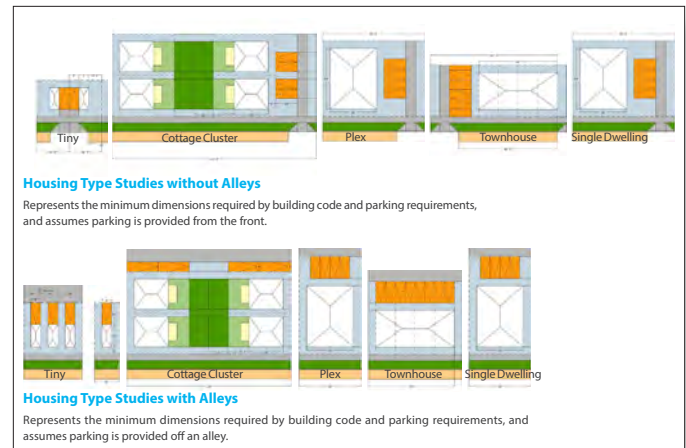 Tiny
Cottage Cluster
Plex
Townhouse
Single Dwelling
Housing Type Studies without Alleys
Represents the minimum dimensions required by building code and parking requirements,
and assumes parking is provided from the front.
Tiny
Cottage Cluster
Plex
Townhouse
Single Dwelling
Housing Type Studies with Alleys
Represents the minimum dimensions required by building code and parking requirements, and
assumes parking is provided off an alley.